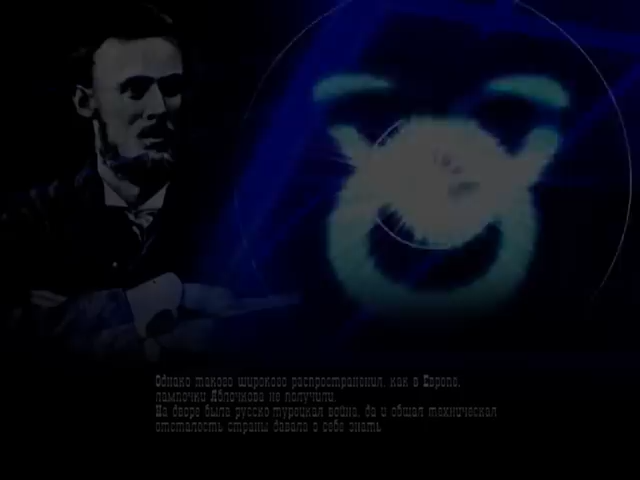 Однако такого широкого распространения, как в Европе,
лампочки Яблочкова не получили.
На дворе была русско-турецкая война, да и общая техническая
отсталость страны давала о себе знать